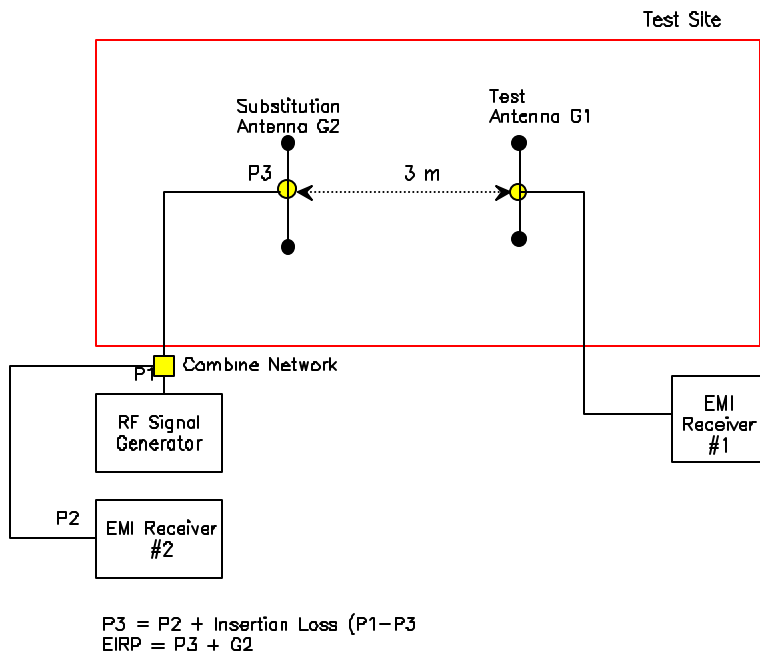 Test Site
Substitution
Antenna G2
Test
Antenna G1
P3
3 m
P1
Combine Network
RF Signal
Generator
EMI
Receiver
#1
P2
EMI Receiver
#2
P3 = P2 + Insertion Loss (P1-P3
EIRP = P3 + G2